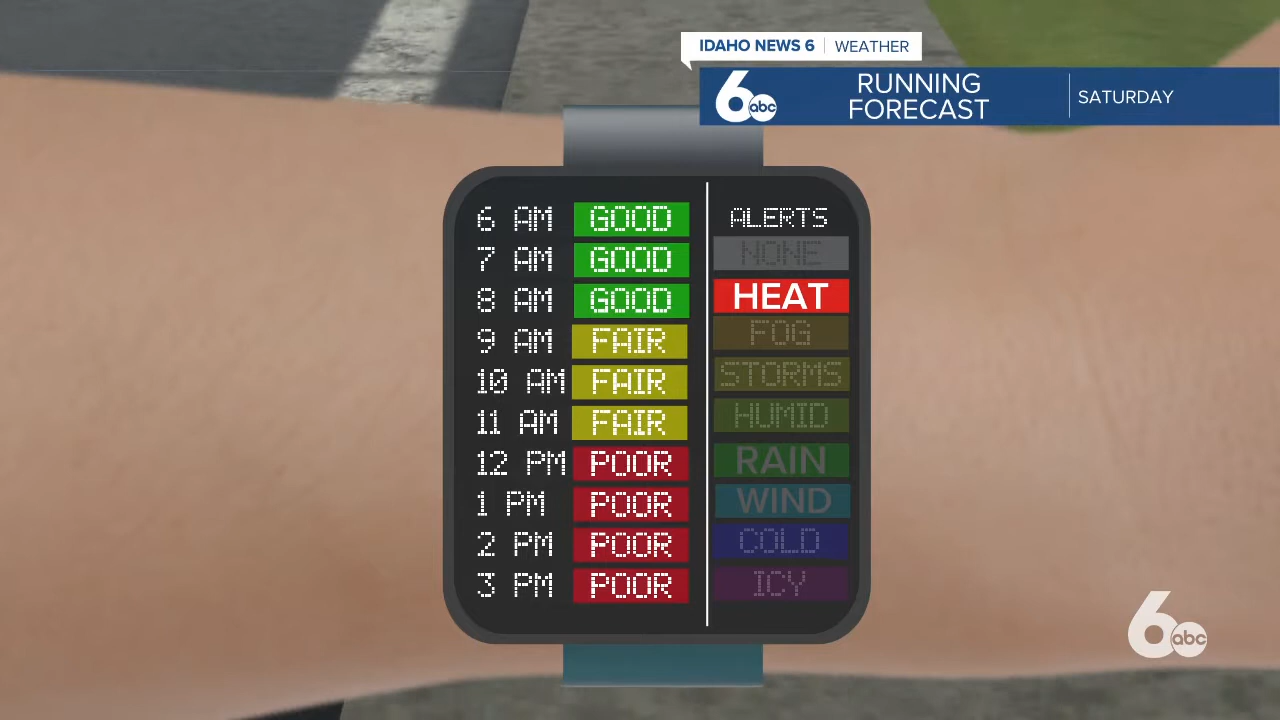 IDAHO NEWS 6 | WEATHER
6abc RUNNING FORECAST SATURDAY
6 AM GOOD
7 AM GOOD
8 AM GOOD
9 AM FAIR
10 AM FAIR
11 AM FAIR
12 PM POOR
1 PM POOR
2 PM POOR
3 PM POOR
ALERTS
NONE
HEAT
FOG
STORMS
HUMID
RAIN
WIND
COLD
ICY
6abc